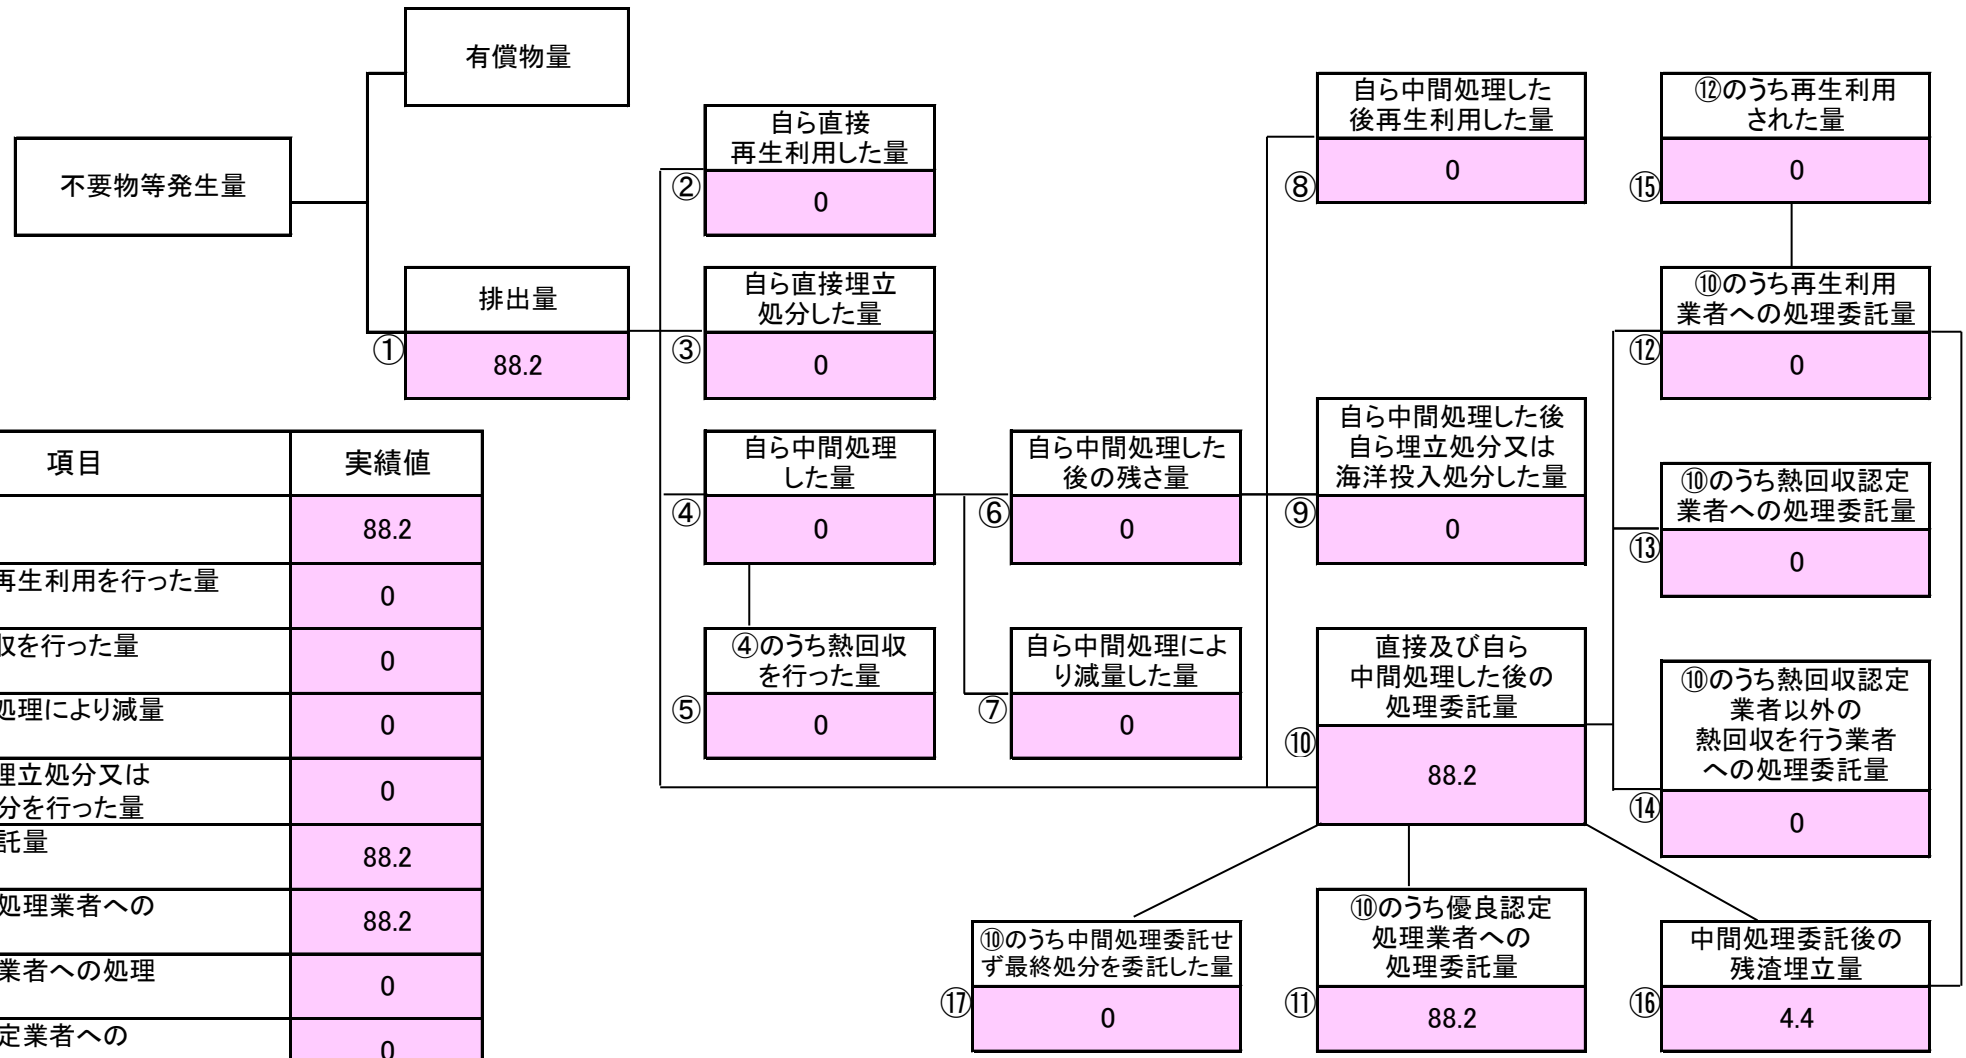 有償物量
不要物等発生量
排出量
①
88.2
自ら直接
再生利用した量
②
0
自ら直接埋立
処分した量
③
0
自ら中間処理
した量
④
0
④のうち熱回収
を行った量
⑤
0
自ら中間処理した
後の残さ量
⑥
0
自ら中間処理によ
り減量した量
⑦
0
自ら中間処理した
後再生利用した量
⑧
0
自ら中間処理した後
自ら埋立処分又は
海洋投入処分した量
⑨
0
直接及び自ら
中間処理した後の
処理委託量
⑩
88.2
⑫のうち再生利用
された量
⑮
0
⑩のうち再生利用
業者への処理委託量
⑫
0
⑩のうち熱回収認定
業者への処理委託量
⑬
0
⑩のうち熱回収認定
業者以外の
熱回収を行う業者
への処理委託量
⑭
0
⑩のうち中間処理委託せ
ず最終処分を委託した量
⑰
0
⑩のうち優良認定
処理業者への
処理委託量
⑪
88.2
中間処理委託後の
残渣埋立量
⑯
4.4
項目 実績値
88.2
再生利用を行った量
0
収を行った量
0
処理により減量
0
埋立処分又は
分を行った量
0
託量
88.2
処理業者への
88.2
業者への処理
0
定業者への
0